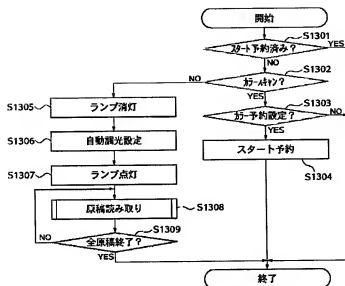 開始
S1301
スタート予約済み?
YES
NO
S1302
カラースキャン?
NO
YES
S1303
カラー予約設定?
NO
YES
スタート予約
S1304
S1305
ランプ消灯
S1306
自動調光設定
S1307
ランプ点灯
原稿読み取り
S1308
S1309
全原稿終了?
NO
YES
終了